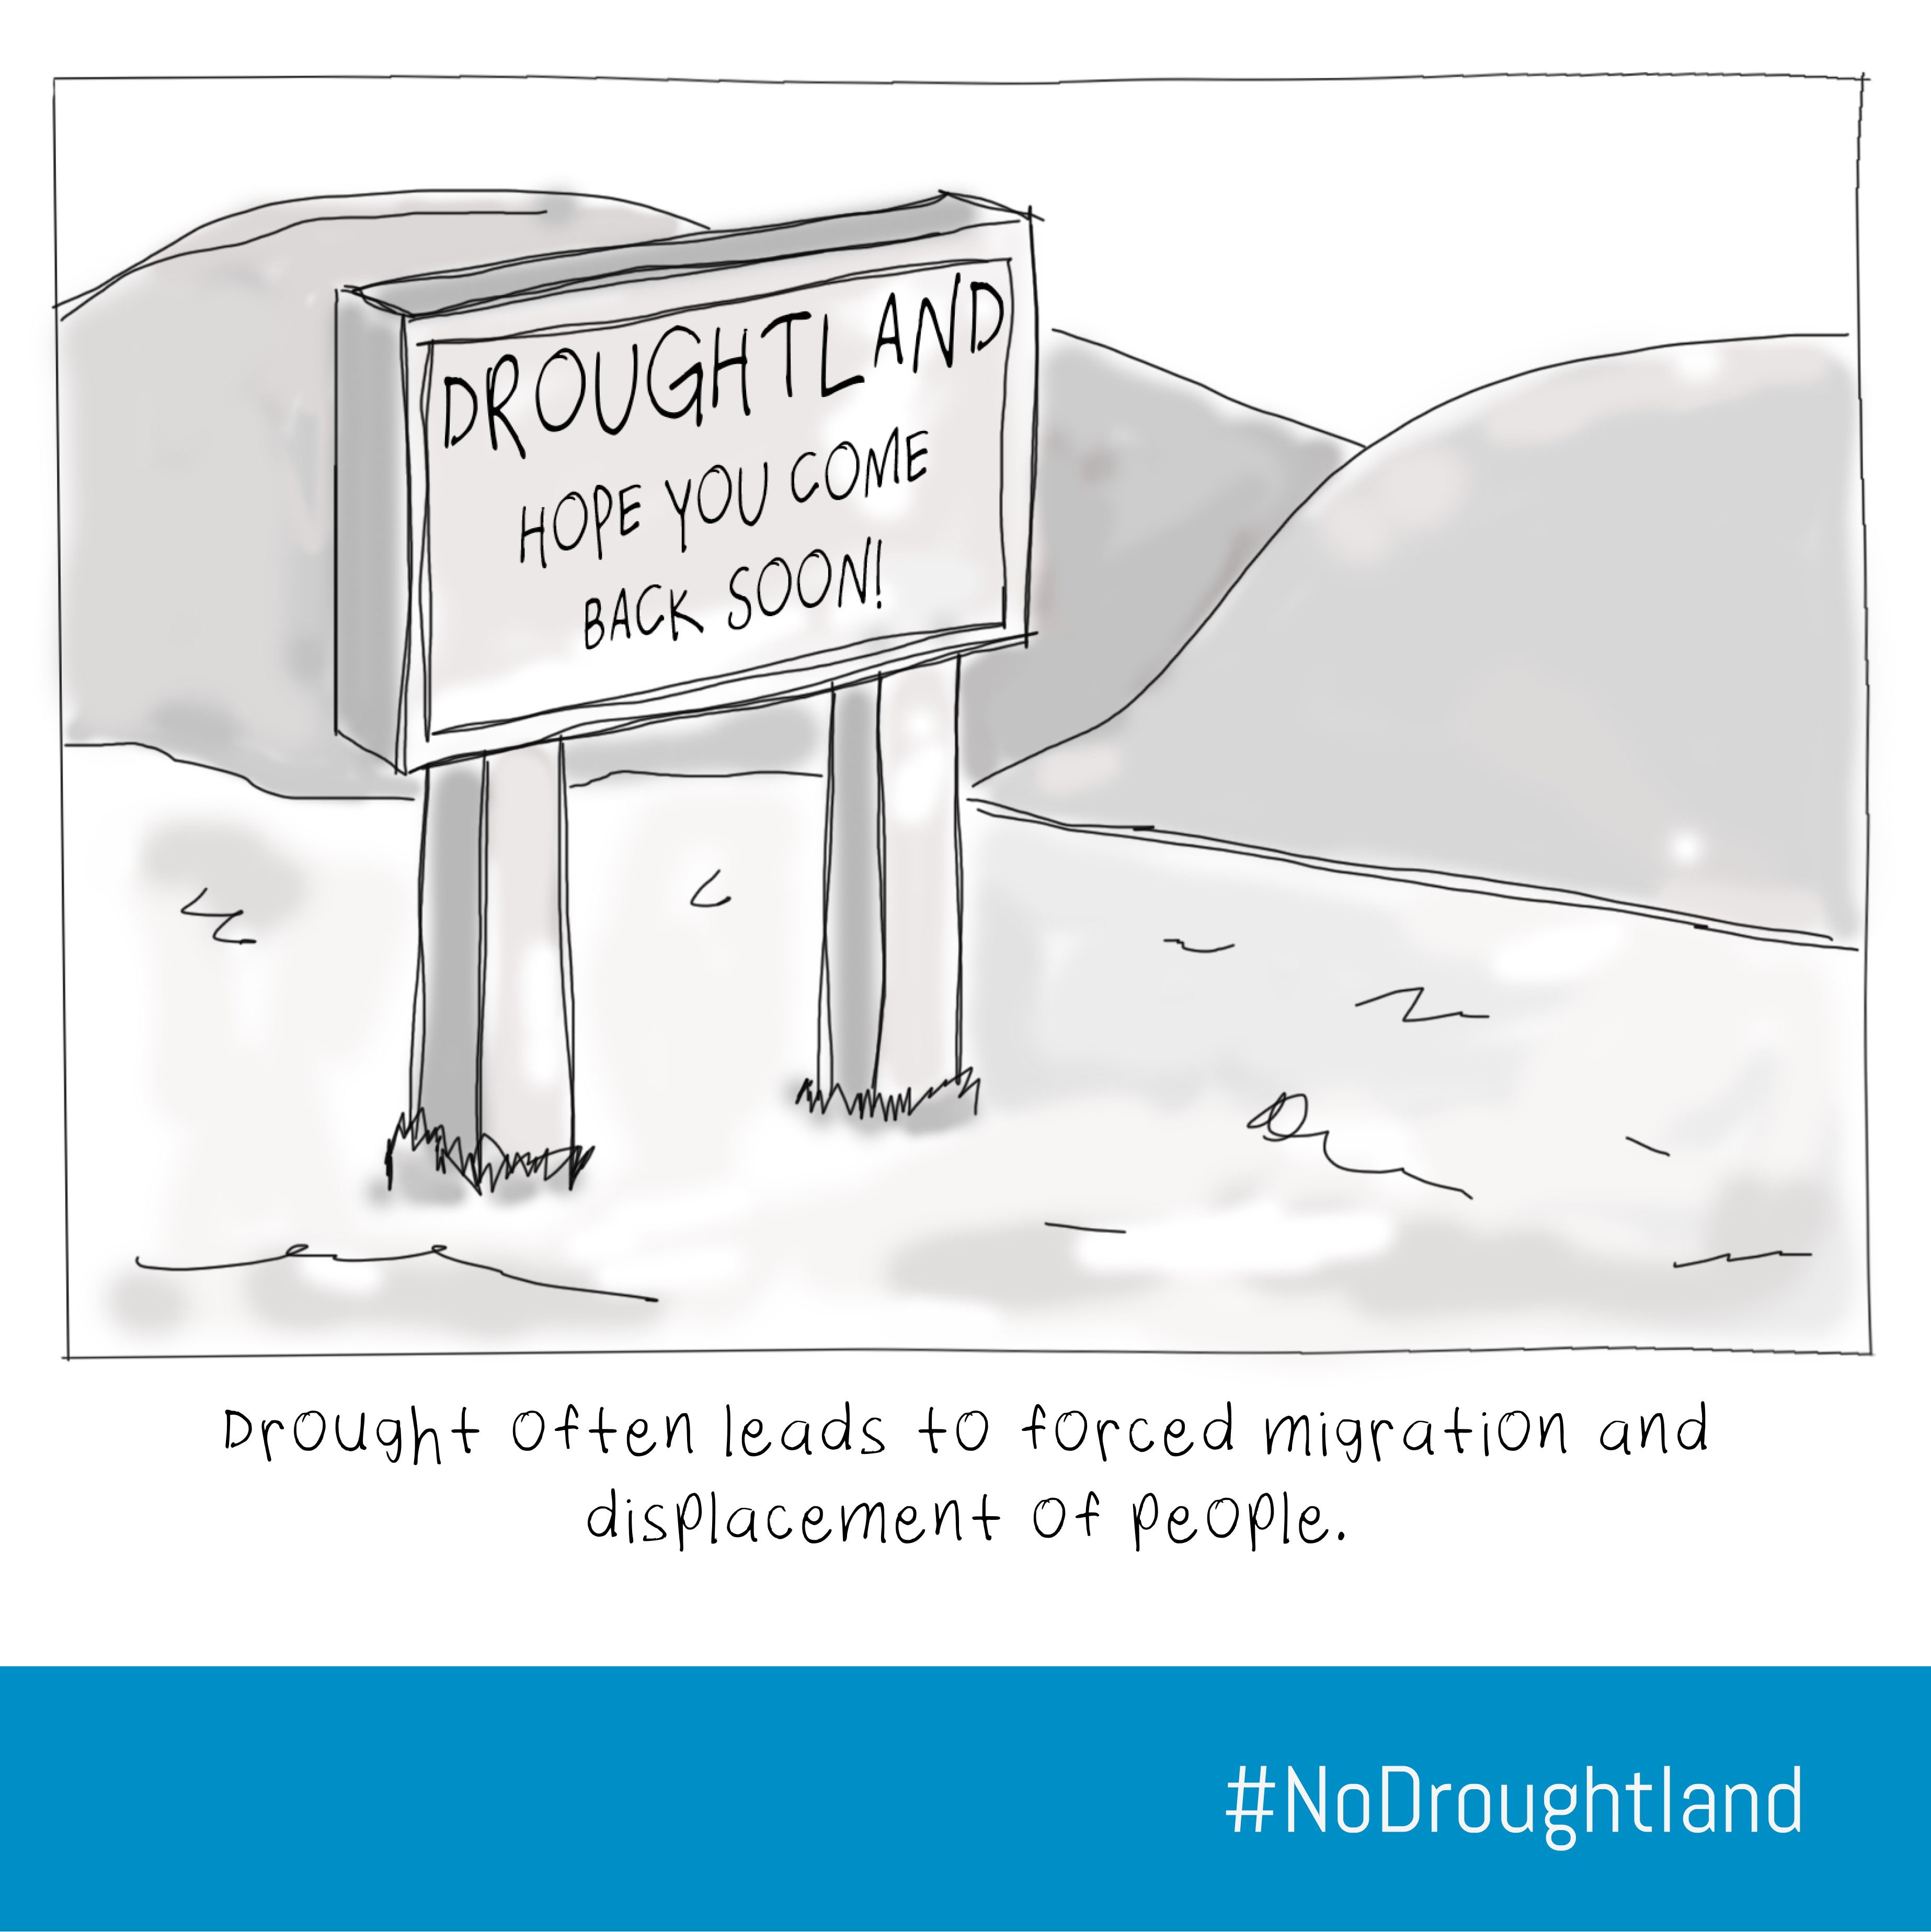 DROUGHTLAND
HOPE YOU COME
BACK SOON!
Drought often leads to forced migration and
displacement of people.
#NoDroughtland